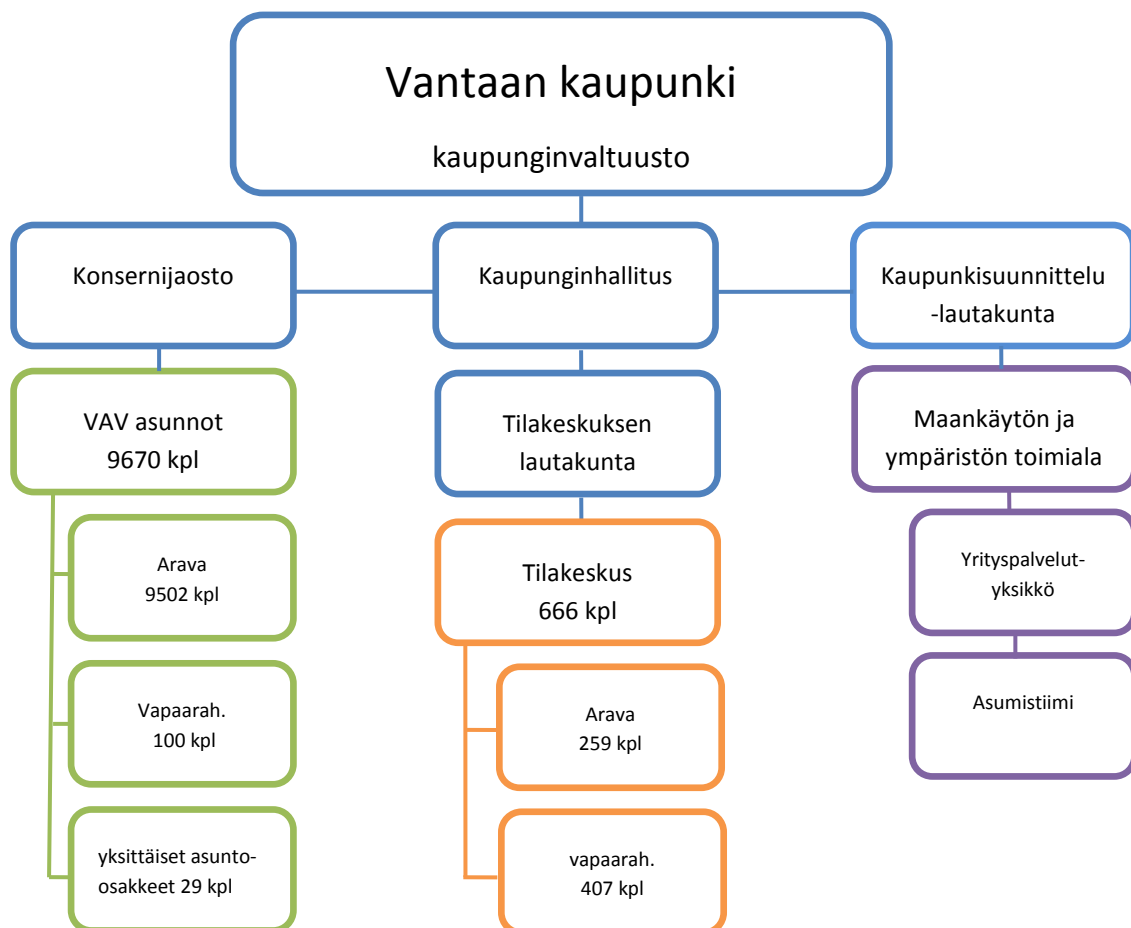 Vantaan kaupunki
kaupunginvaltuusto
Konsernijaosto
Kaupunginhallitus
Kaupunkisuunnittelu
-lautakunta
VAV asunnot
9670 kpl
Arava
9502 kpl
Vapaarah.
100 kpl
yksittäiset asunto-
osakkeet 29 kpl
Tilakeskuksen
lautakunta
Tilakeskus
666 kpl
Arava
259 kpl
vapaarah.
407 kpl
Maankäytön ja
ympäristön toimiala
Yrityspalvelut-
yksikkö
Asumistiimi